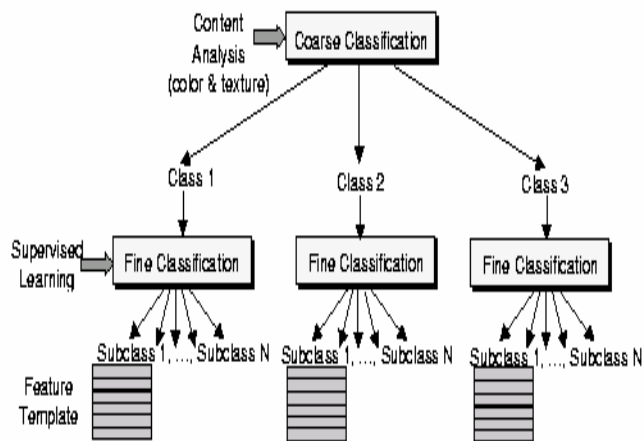 Content
Analysis
(color & texture)
Coarse Classification
Class 1
Class 2
Class 3
Supervised
Learning
Fine Classification
Fine Classification
Fine Classification
Subclass 1, ..., Subclass N
Subclass 1, ..., Subclass N
Subclass 1, ..., Subclass N
Feature
Template